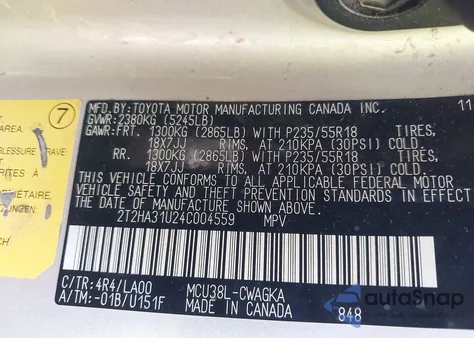 MFD.BY:TOYOTA MOTOR MANUFACTURING CANADA INC. 11
GVWR:2380KG (5245LB)
GAWR:FRT. 1300KG (2865LB) WITH P235/55R18 TIRES,
18X7JJ RIMS, AT 210KPA (30PSI) COLD.
RR. 1300KG (2865LB) WITH P235/55R18 TIRES,
18X7JJ RIMS, AT 210KPA (30PSI) COLD.
THIS VEHICLE CONFORMS TO ALL APPLICABLE FEDERAL MOTOR
VEHICLE SAFETY AND THEFT PREVENTION STANDARDS IN EFFECT
THE DATE OF MANUFACTURE SHOWN ABOVE.
2T2HA31U24C004559 MPV
C/TR:4R4/LA00 MCU38L-CWAGKA
A/TM:-01B/U151F MADE IN CANADA 848
7
AREA.
PRESSURE
autoSnap